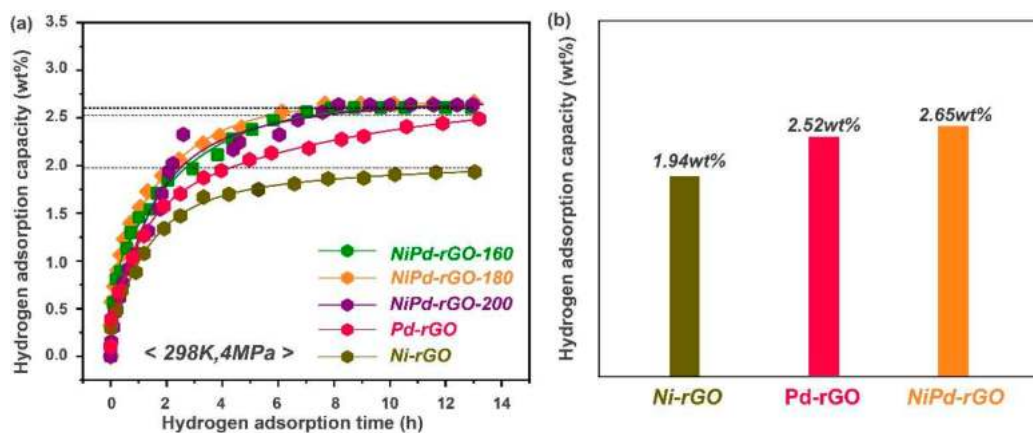 (a)
Hydrogen adsorption capacity (wt%)
3.5
3.0
2.5
2.0
1.5
1.0
0.5
0.0
NiPd-rGO-160
NiPd-rGO-180
NiPd-rGO-200
Pd-rGO
Ni-rGO
< 298K,4MPa >
0 2 4 6 8 10 12 14
Hydrogen adsorption time (h)
(b)
Hydrogen adsorption capacity (wt%)
1.94wt%
2.52wt%
2.65wt%
Ni-rGO
Pd-rGO
NiPd-rGO